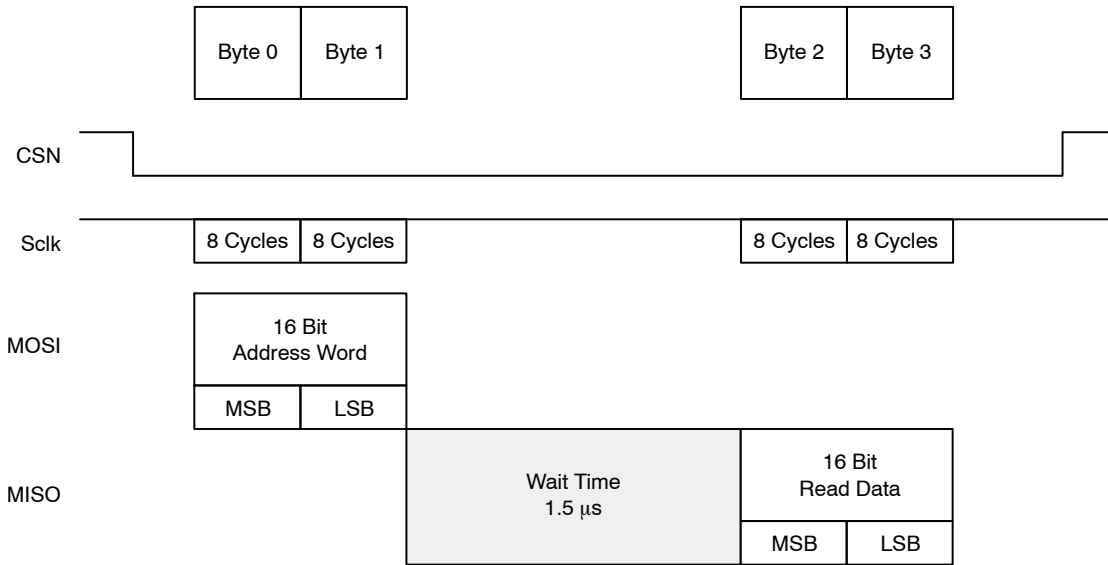 Byte 0
Byte 1
Byte 2
Byte 3
CSN
Sclk
8 Cycles
8 Cycles
8 Cycles
8 Cycles
MOSI
16 Bit
Address Word
MSB
LSB
MISO
Wait Time
1.5 μs
16 Bit
Read Data
MSB
LSB